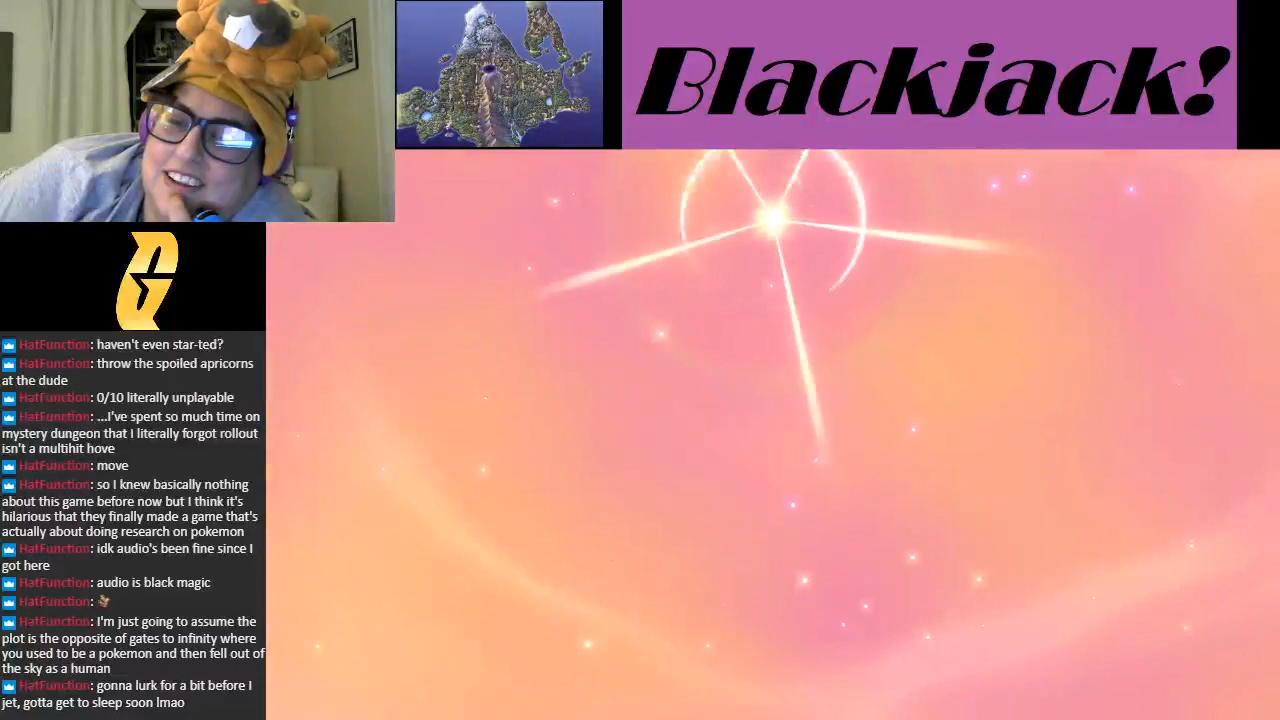 Blackjack!
HatFunction: haven't even star-ted?
HatFunction: throw the spoiled apricorns
at the dude
HatFunction: 0/10 literally unplayable
HatFunction: ...I've spent so much time on
mystery dungeon that I literally forgot rollout
isn't a multihit hove
HatFunction: move
HatFunction: so I knew basically nothing
about this game before now but I think it's
hilarious that they finally made a game that's
actually about doing research on pokemon
HatFunction: idk audio's been fine since I
got here
HatFunction: audio is black magic
HatFunction:
HatFunction: I'm just going to assume the
plot is the opposite of gates to infinity where
you used to be a pokemon and then fell out of
the sky as a human
HatFunction: gonna lurk for a bit before I
jet, gotta get to sleep soon lmao